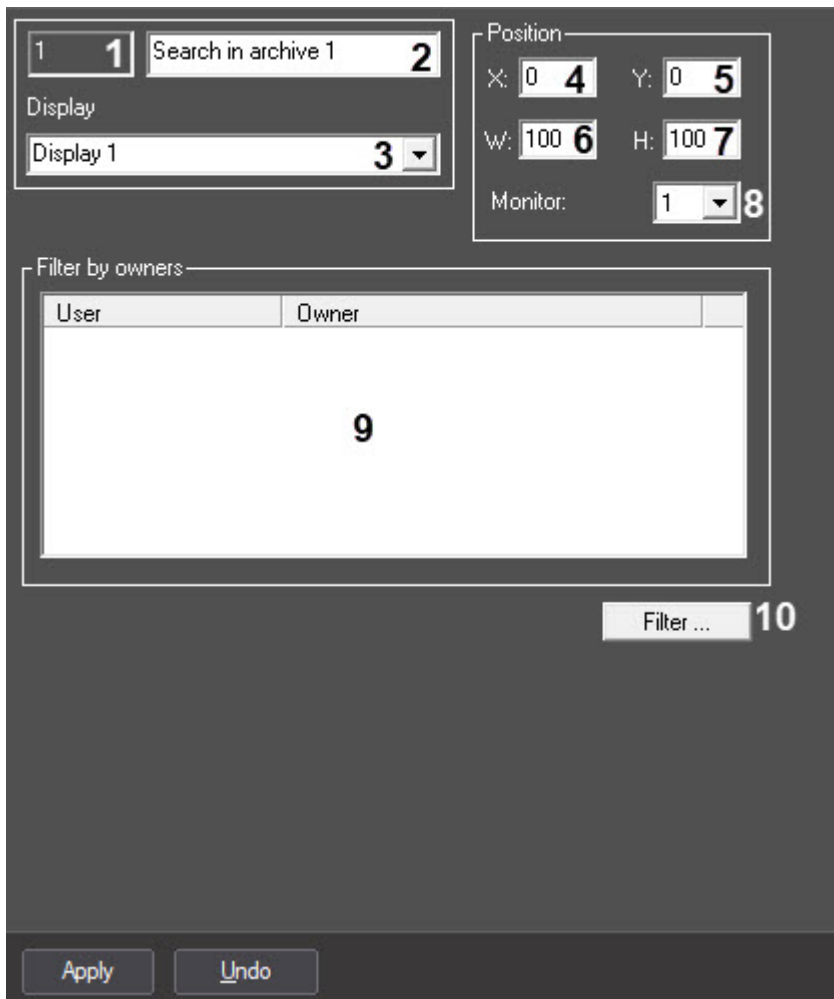 1 1 Search in archive 1 2
Display
Display 1 3
Position
X: 0 4 Y: 0 5
W: 100 6 H: 100 7
Monitor: 1 8
Filter by owners
User Owner
9
Filter ... 10
Apply Undo